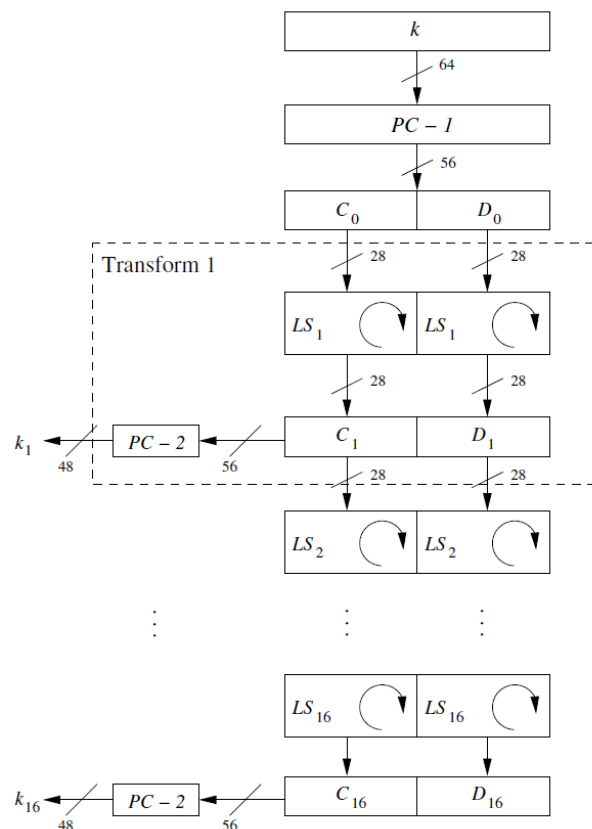 k
64
PC – 1
56
C0 D0
Transform 1
28 28
LS1 LS1
28 28
k1 PC – 2 C1 D1
48 56
28 28
LS2 LS2
⋮ ⋮ ⋮
LS16 LS16
k16 PC – 2 C16 D16
48 56